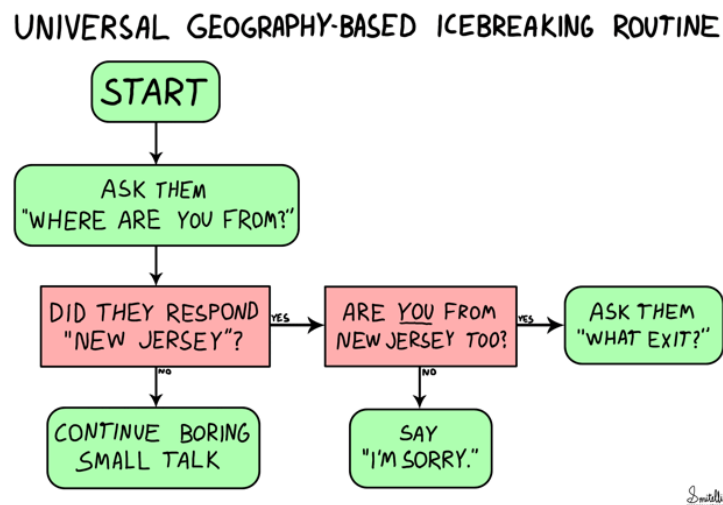 UNIVERSAL GEOGRAPHY-BASED ICEBREAKING ROUTINE
START
ASK THEM
"WHERE ARE YOU FROM?"
DID THEY RESPOND
"NEW JERSEY"?
YES
ARE YOU FROM
NEW JERSEY TOO?
YES
ASK THEM
"WHAT EXIT?"
NO
CONTINUE BORING
SMALL TALK
NO
SAY
"I'M SORRY."
Smitelli